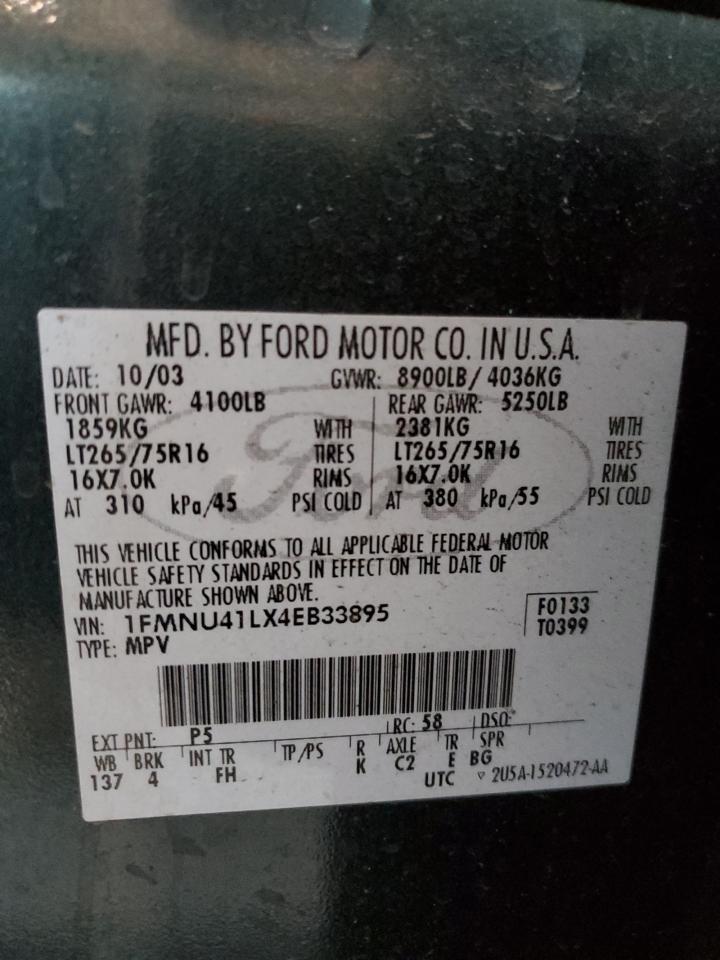 MFD. BY FORD MOTOR CO. IN U.S.A.
DATE: 10/03 GVWR: 8900LB/ 4036KG
FRONT GAWR: 4100LB REAR GAWR: 5250LB
1859KG WITH 2381KG WITH
LT265/75R16 TIRES LT265/75R16 TIRES
16X7.0K RIMS 16X7.0K RIMS
AT 310 kPa/45 PSI COLD AT 380 kPa/55 PSI COLD
Ford
THIS VEHICLE CONFORMS TO ALL APPLICABLE FEDERAL MOTOR
VEHICLE SAFETY STANDARDS IN EFFECT ON THE DATE OF
MANUFACTURE SHOWN ABOVE.
VIN: 1FMNU41LX4EB33895 F0133
TYPE: MPV T0399
EXT PNT: P5 RC: 58 DSO:
WB BRK INT TR TP/PS R AXLE TR SPR
137 4 FH K C2 E BG
UTC ▽ 2U5A-1520472-AA